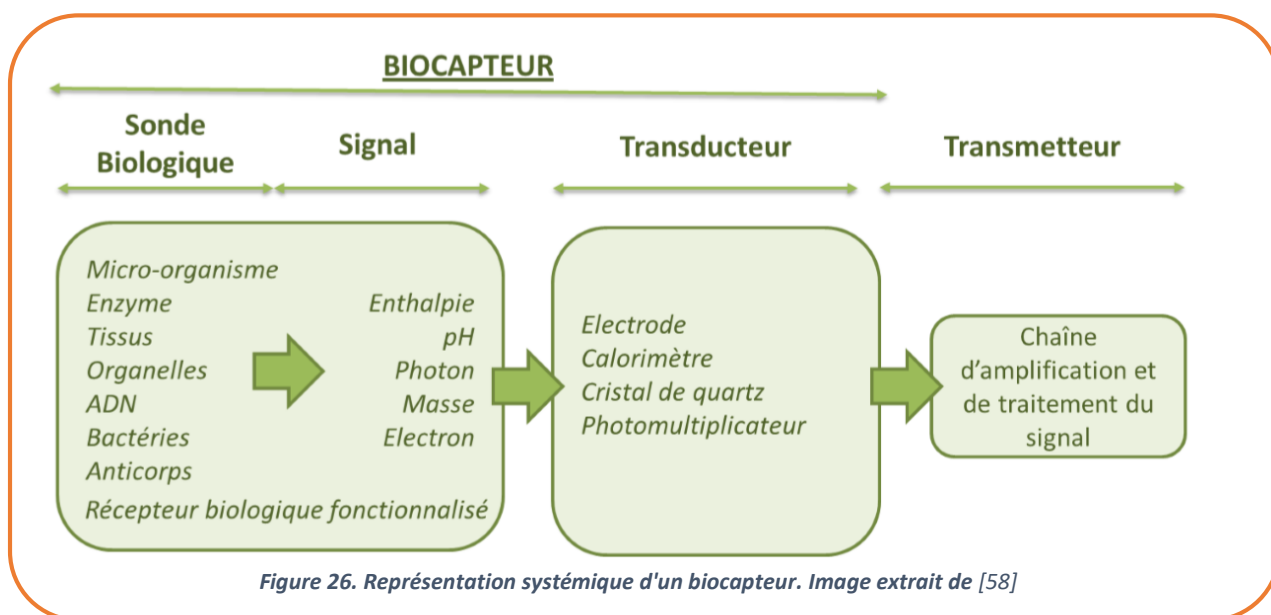 BIOCAPTEUR
Sonde
Biologique
Signal
Transducteur
Transmetteur
Micro-organisme
Enzyme
Tissus
Organelles
ADN
Bactéries
Anticorps
Enthalpie
pH
Photon
Masse
Electron
Récepteur biologique fonctionnalisé
Electrode
Calorimètre
Cristal de quartz
Photomultiplicateur
Chaîne
d'amplification et
de traitement du
signal
Figure 26. Représentation systémique d'un biocapteur. Image extrait de [58]